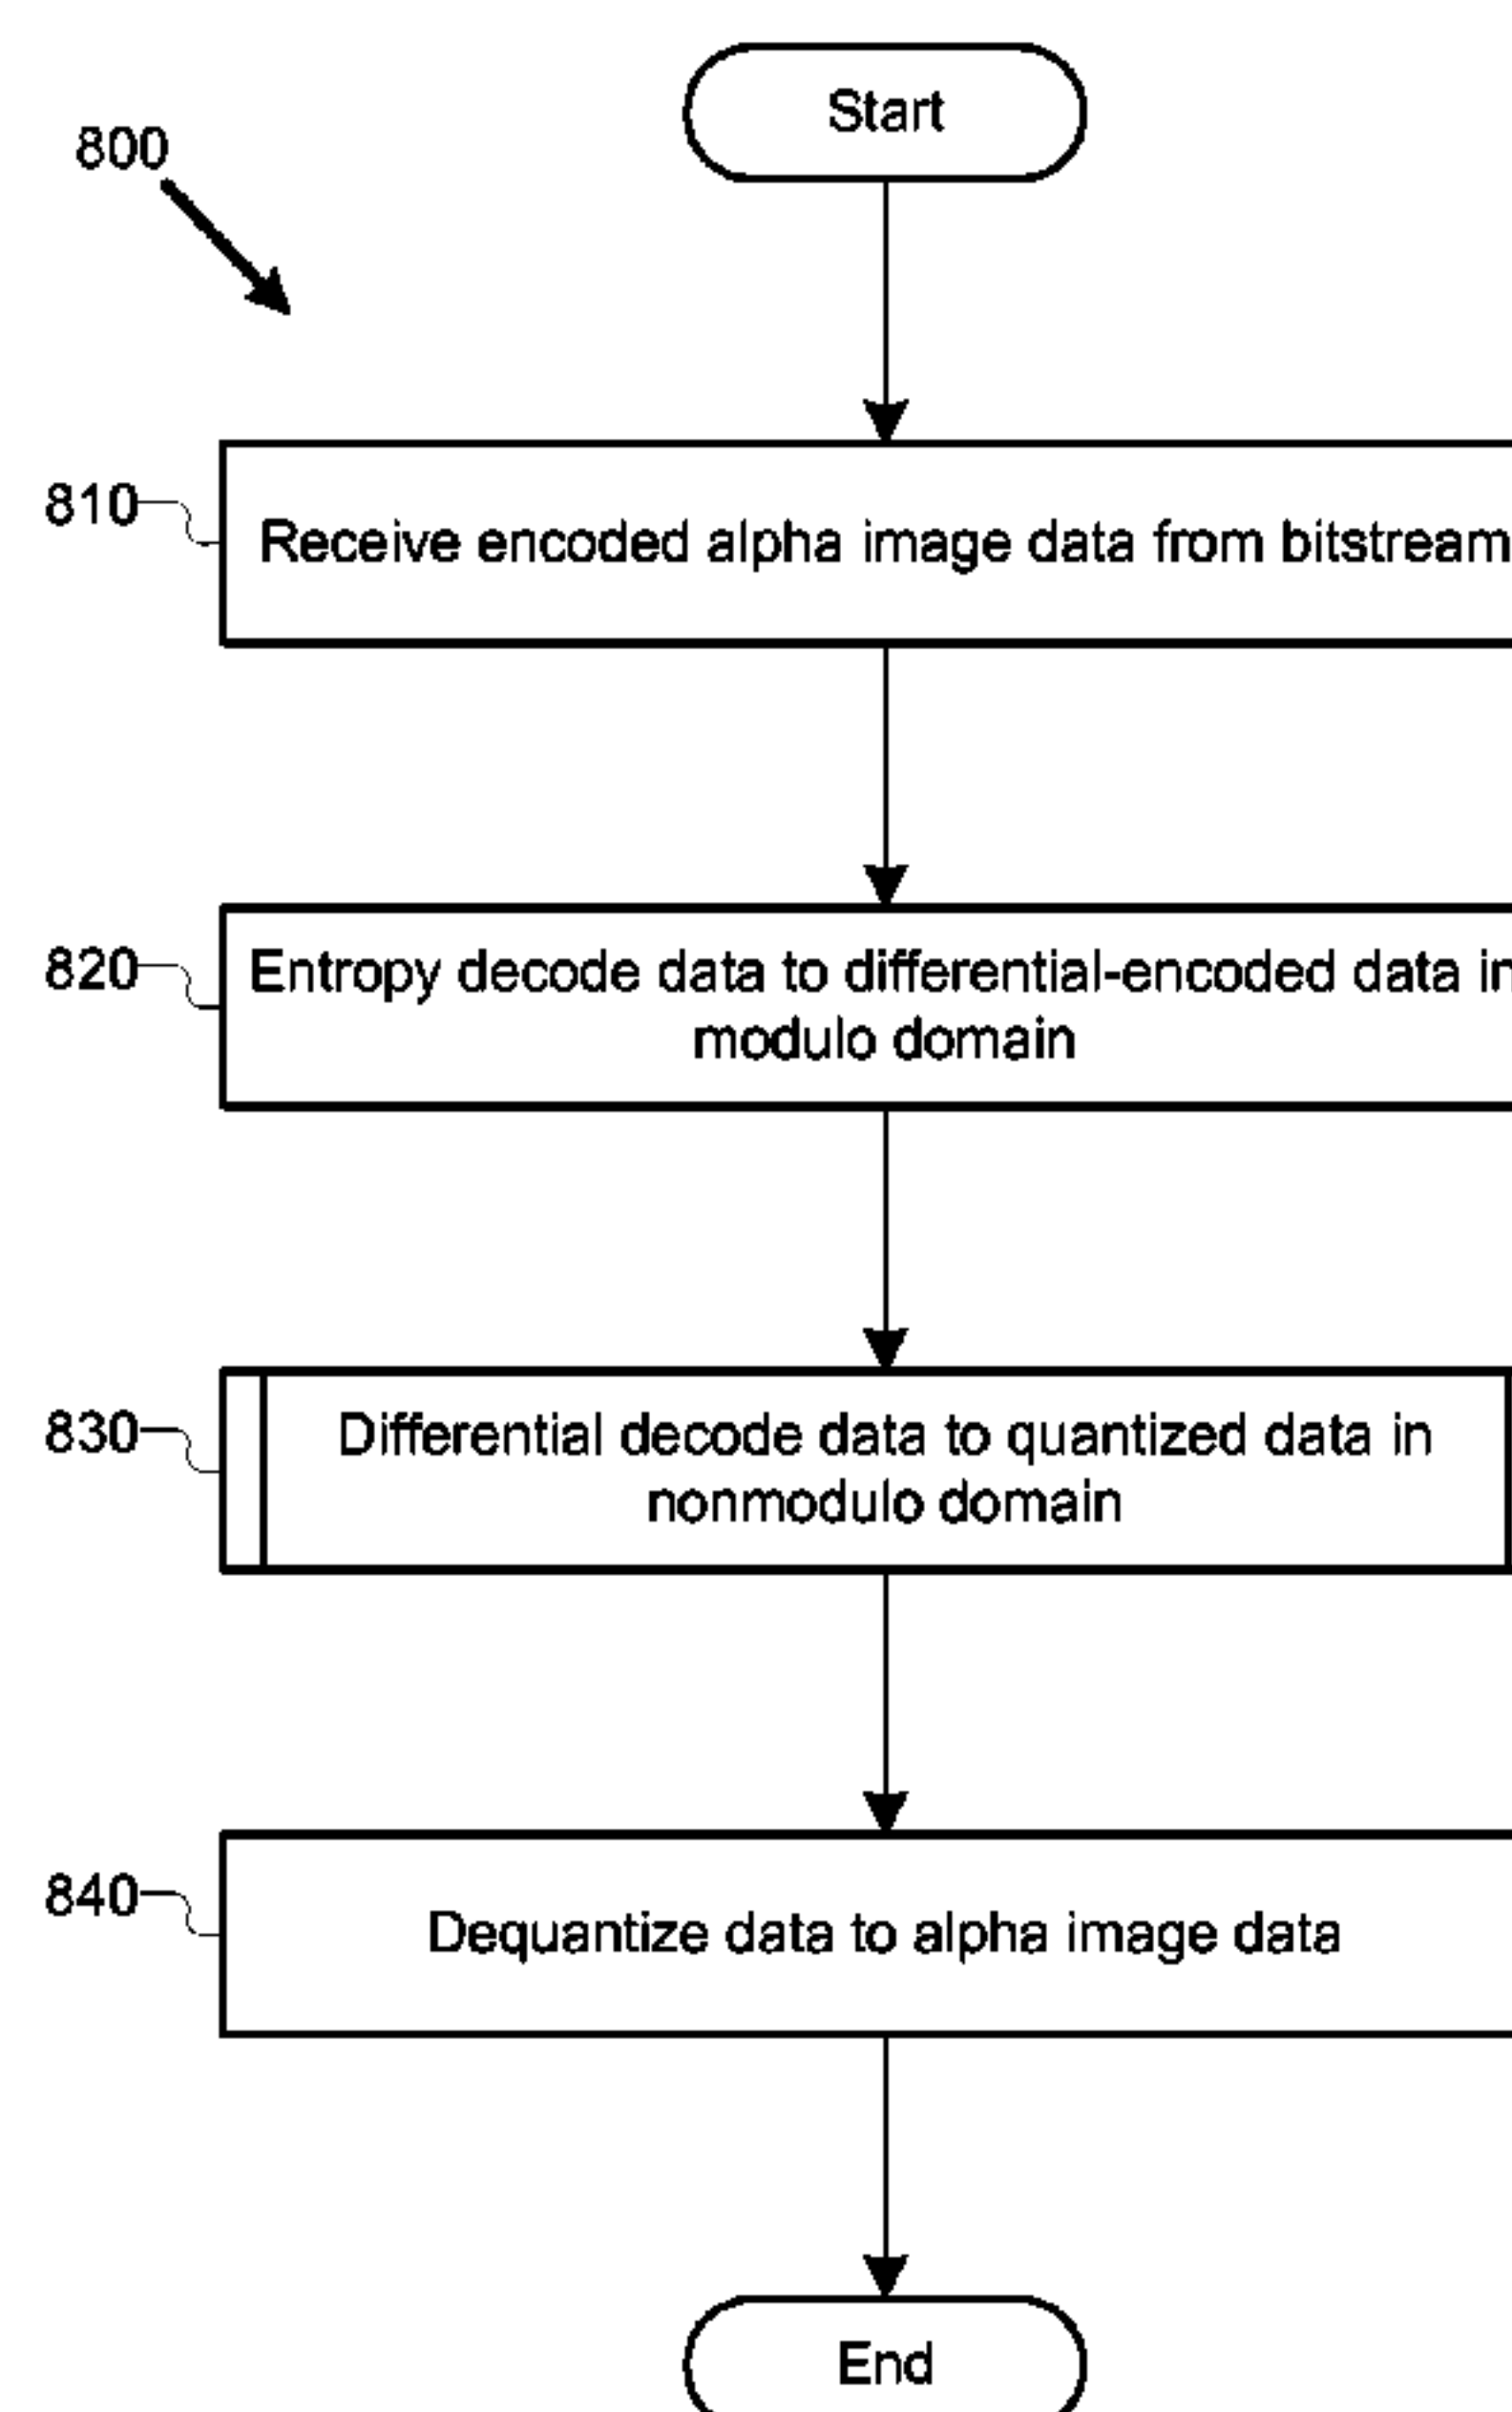 Start
800
810
Receive encoded alpha image data from bitstream
820
Entropy decode data to differential-encoded data in
modulo domain
830
Differential decode data to quantized data in
nonmodulo domain
840
Dequantize data to alpha image data
End